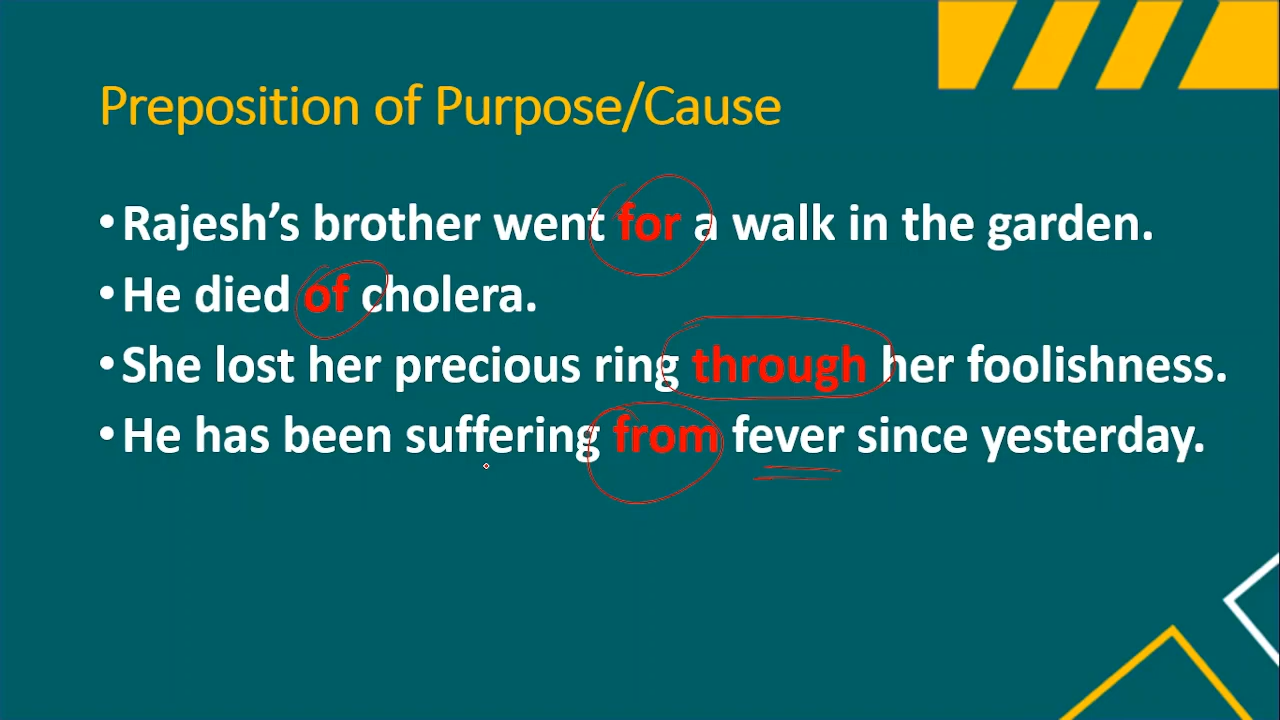 Preposition of Purpose/Cause
•Rajesh’s brother went for a walk in the garden.
•He died of cholera.
•She lost her precious ring through her foolishness.
•He has been suffering from fever since yesterday.